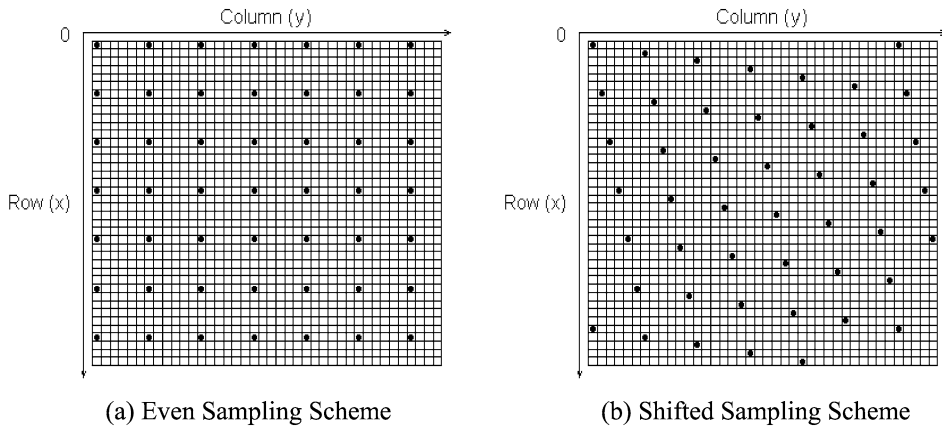 Column (y)
0
Row (x)
(a) Even Sampling Scheme
Column (y)
0
Row (x)
(b) Shifted Sampling Scheme